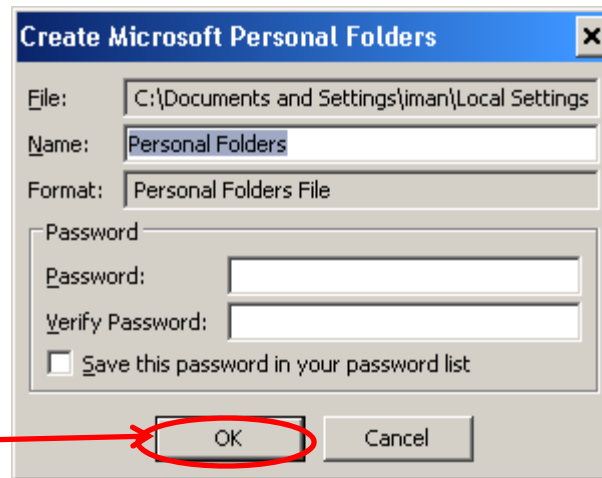 Create Microsoft Personal Folders
File: C:\Documents and Settings\iman\Local Settings
Name: Personal Folders
Format: Personal Folders File
Password
Password:
Verify Password:
Save this password in your password list
OK Cancel